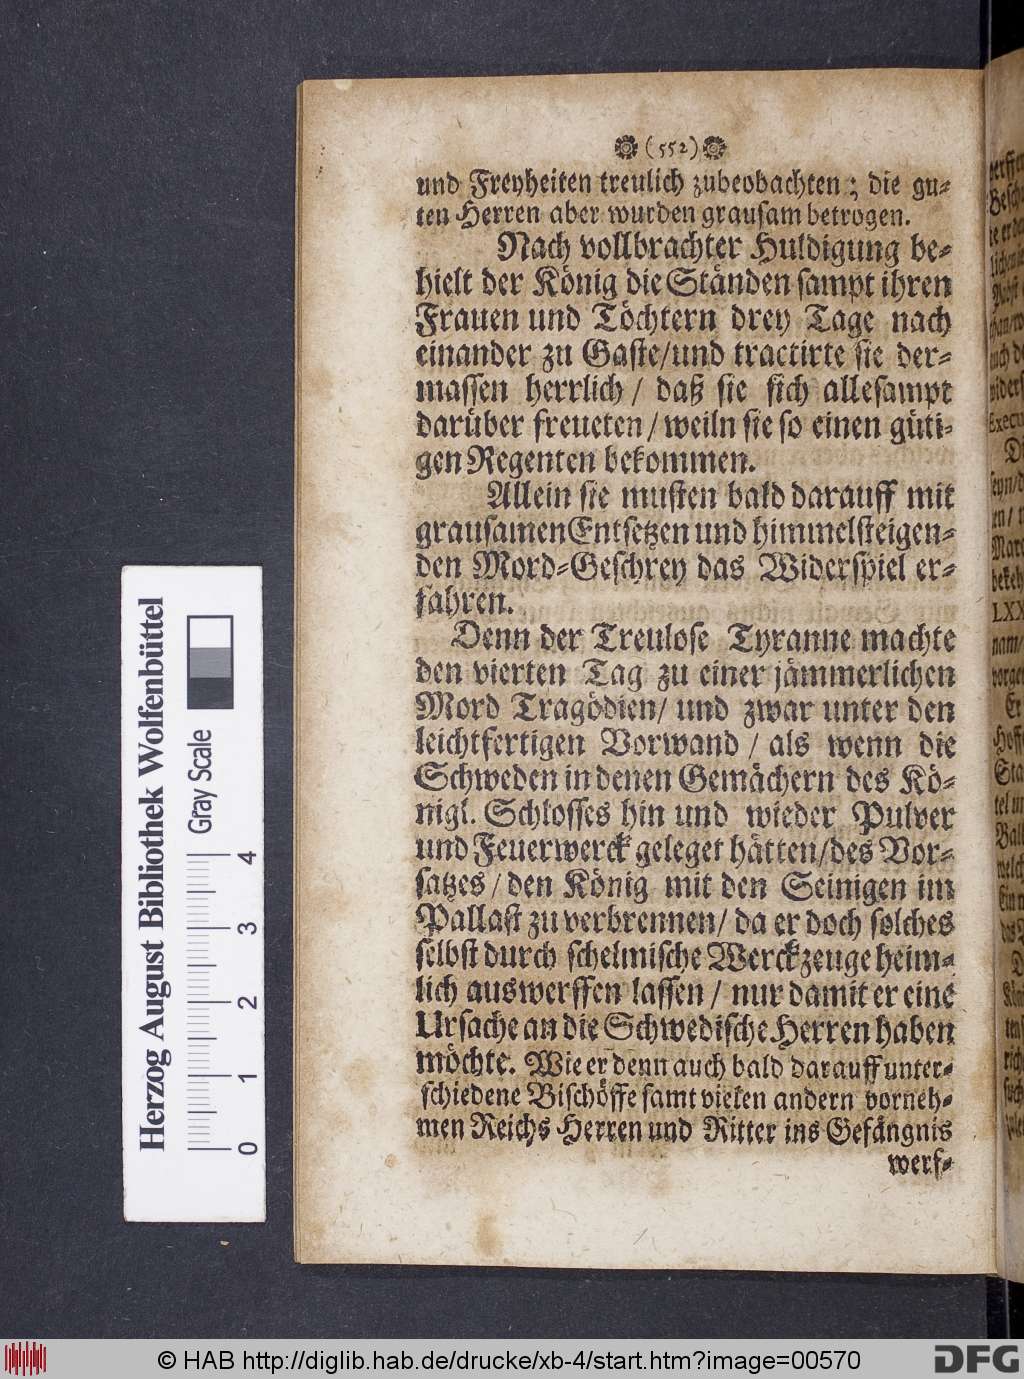 (552)
und Freyheiten treulich zubeobachten; die gu-
ten Herren aber wurden grausam betrogen.
Nach vollbrachter Huldigung be-
hielt der König die Ständen sampt ihren
Frauen und Töchtern drey Tage nach
einander zu Gaste/und tractirte sie der-
massen herrlich / daß sie sich allesampt
darüber freueten / weiln sie so einen güti-
gen Regenten bekommen.
Allein sie musten bald darauff mit
grausamen Entsetzen und himmelsteigen-
den Mord-Geschrey das Widerspiel er-
fahren.
Denn der Treulose Tyranne machte
den vierten Tag zu einer jämmerlichen
Mord Tragödien/ und zwar unter den
leichtfertigen Vorwand / als wenn die
Schweden in denen Gemächern des Kö-
nigl. Schlosses hin und wieder Pulver
und Feuerwerck geleget hätten/des Vor-
satzes / den König mit den Seinigen im
Pallast zu verbrennen/ da er doch solches
selbst durch schelmische Werckzeuge heim-
lich auswerffen lassen / nur damit er eine
Ursache an die Schwedische Herren haben
möchte. Wie er denn auch bald darauff unter-
schiedene Bischöffe samt vielen andern vorneh-
men Reichs Herren und Ritter ins Gefängnis
werf-
Herzog August Bibliothek Wolfenbüttel
Gray Scale
0 1 2 3 4
© HAB http://diglib.hab.de/drucke/xb-4/start.htm?image=00570
DFG